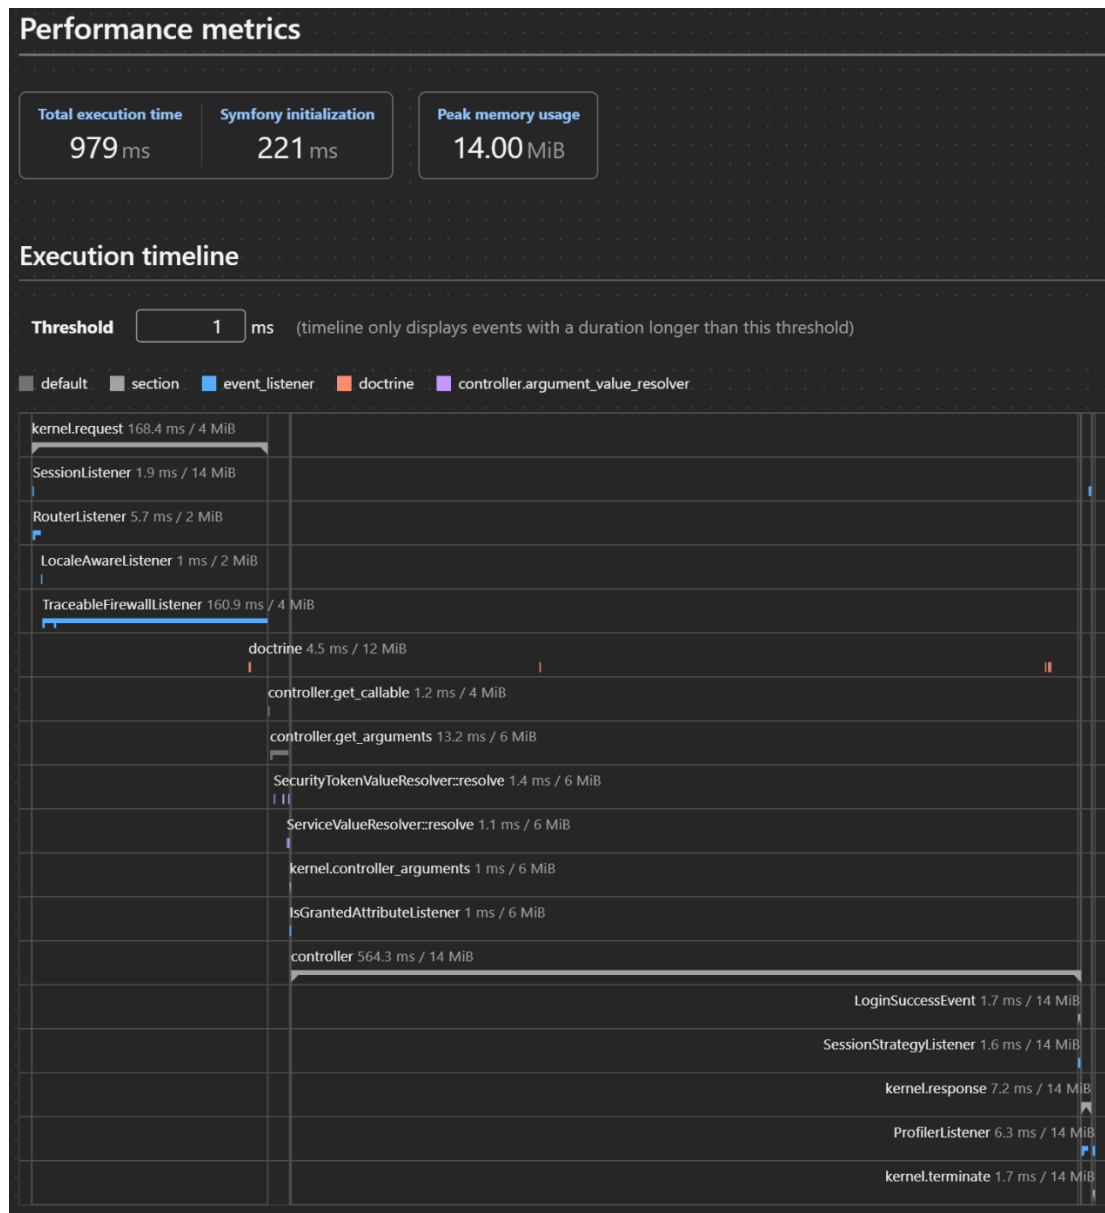 Performance metrics
Total execution time Symfony initialization Peak memory usage
979 ms 221 ms 14.00 MiB
Execution timeline
Threshold 1 ms (timeline only displays events with a duration longer than this threshold)
default section event_listener doctrine controller.argument_value_resolver
kernel.request 168.4 ms / 4 MiB
SessionListener 1.9 ms / 14 MiB
RouterListener 5.7 ms / 2 MiB
LocaleAwareListener 1 ms / 2 MiB
TraceableFirewallListener 160.9 ms / 4 MiB
doctrine 4.5 ms / 12 MiB
controller.get_callable 1.2 ms / 4 MiB
controller.get_arguments 13.2 ms / 6 MiB
SecurityTokenValueResolver::resolve 1.4 ms / 6 MiB
ServiceValueResolver::resolve 1.1 ms / 6 MiB
kernel.controller_arguments 1 ms / 6 MiB
IsGrantedAttributeListener 1 ms / 6 MiB
controller 564.3 ms / 14 MiB
LoginSuccessEvent 1.7 ms / 14 MiB
SessionStrategyListener 1.6 ms / 14 MiB
kernel.response 7.2 ms / 14 MiB
ProfilerListener 6.3 ms / 14 MiB
kernel.terminate 1.7 ms / 14 MiB